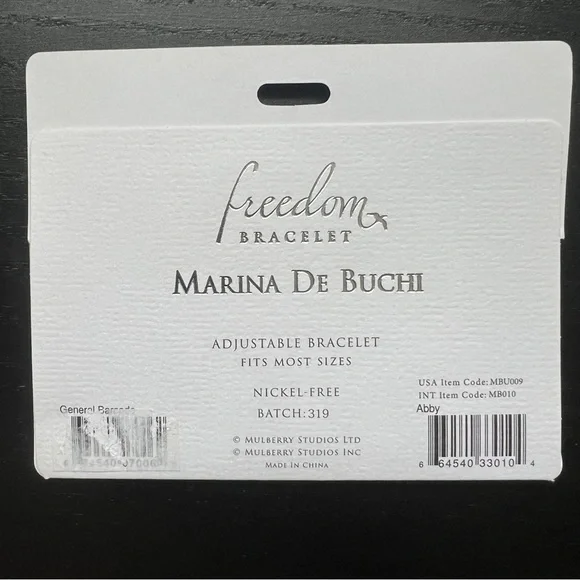 freedom
BRACELET
MARINA DE BUCHI
ADJUSTABLE BRACELET
FITS MOST SIZES
NICKEL-FREE
BATCH:319
© MULBERRY STUDIOS LTD
© MULBERRY STUDIOS INC
MADE IN CHINA
USA Item Code: MBU009
INT Item Code: MB010
General
Abby
6 64540 33010 4